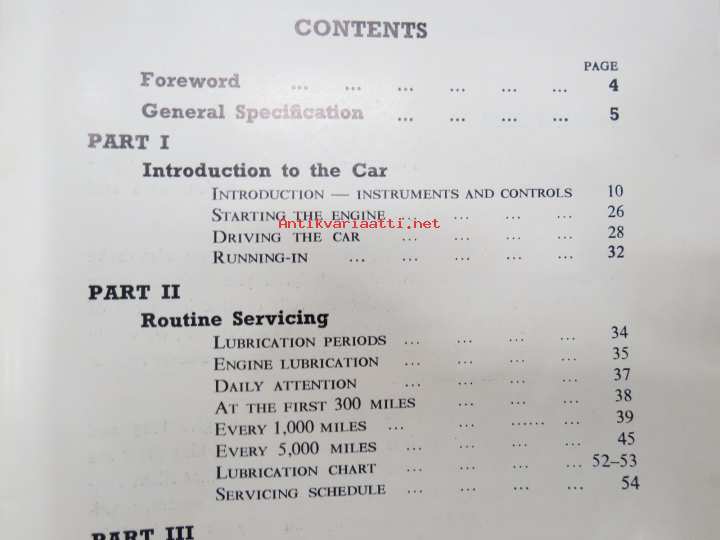 CONTENTS
PAGE
Foreword ... ... ... ... ... ... 4
General Specification ... ... ... ... 5
PART I
Introduction to the Car
INTRODUCTION — INSTRUMENTS AND CONTROLS 10
STARTING THE ENGINE ... ... ... ... 26
Antikvariaatti.net
DRIVING THE CAR ... ... ... ... 28
RUNNING-IN ... ... ... ... ... 32
PART II
Routine Servicing
LUBRICATION PERIODS ... ... ... ... 34
ENGINE LUBRICATION ... ... ... ... 35
DAILY ATTENTION ... ... ... ... 37
AT THE FIRST 300 MILES ... ... ... 38
EVERY 1,000 MILES ... ... ...... ... 39
EVERY 5,000 MILES ... ... ... ... 45
LUBRICATION CHART ... ... ... ... 52–53
SERVICING SCHEDULE ... ... ... ... 54
PART III